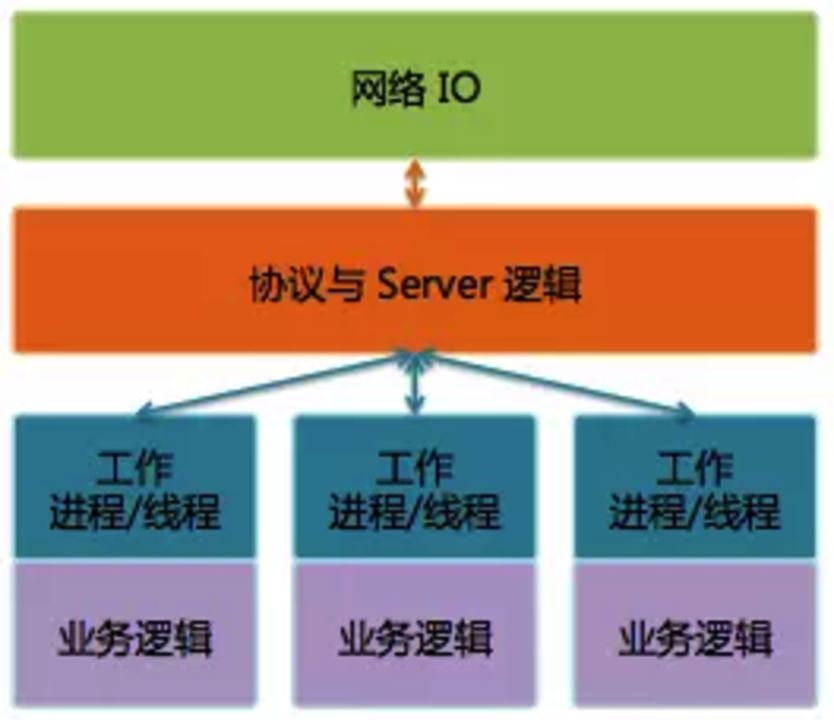 网络 IO
协议与 Server 逻辑
工作
进程/线程
工作
进程/线程
工作
进程/线程
业务逻辑
业务逻辑
业务逻辑